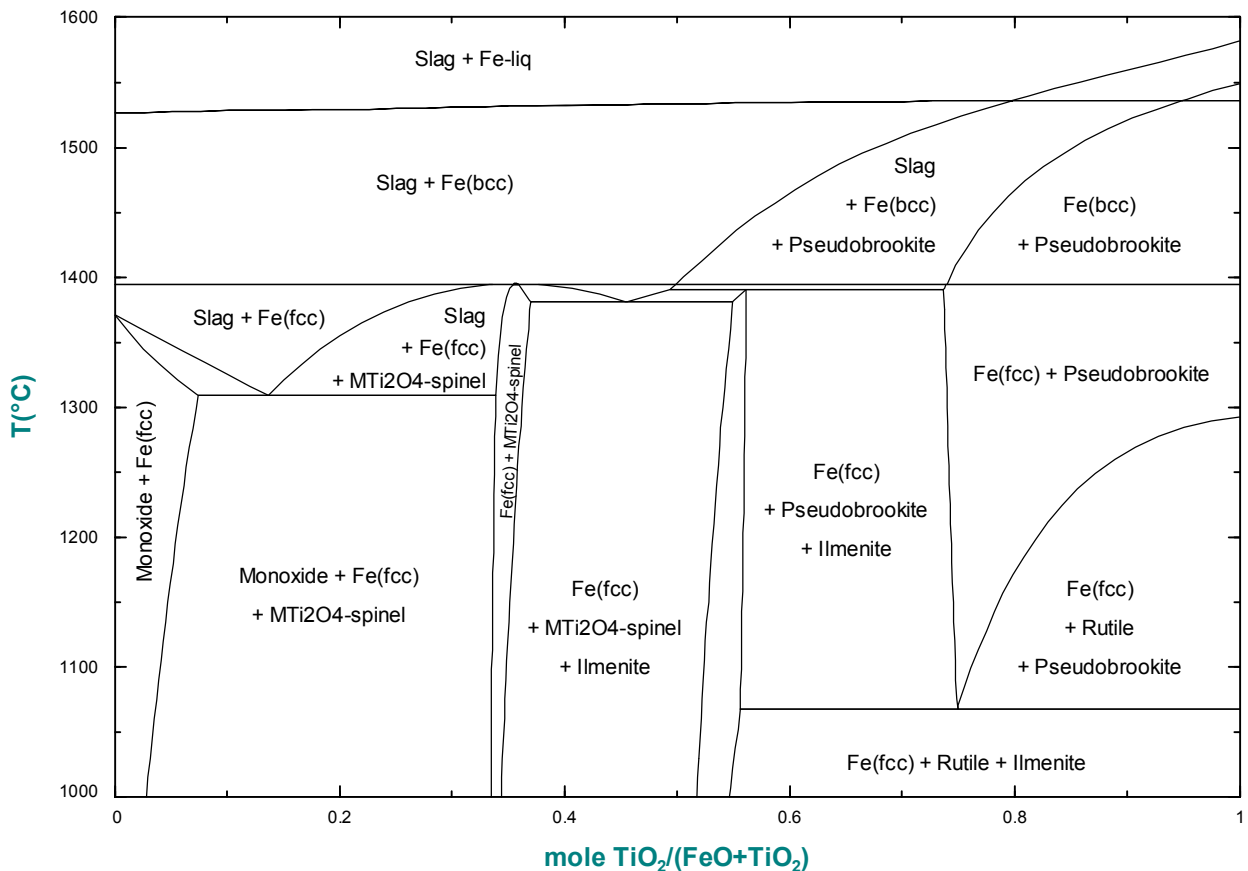 1600
1500
1400
1300
1200
1100
1000
T(°C)
Slag + Fe-liq
Slag + Fe(bcc)
Slag
+ Fe(bcc)
+ Pseudobrookite
Fe(bcc)
+ Pseudobrookite
Slag + Fe(fcc)
Slag
+ Fe(fcc)
+ MTi2O4-spinel
Fe(fcc) + MTi2O4-spinel
Fe(fcc) + Pseudobrookite
Monoxide + Fe(fcc)
Monoxide + Fe(fcc)
+ MTi2O4-spinel
Fe(fcc)
+ MTi2O4-spinel
+ Ilmenite
Fe(fcc)
+ Pseudobrookite
+ Ilmenite
Fe(fcc)
+ Rutile
+ Pseudobrookite
Fe(fcc) + Rutile + Ilmenite
0 0.2 0.4 0.6 0.8 1
mole TiO₂/(FeO+TiO₂)